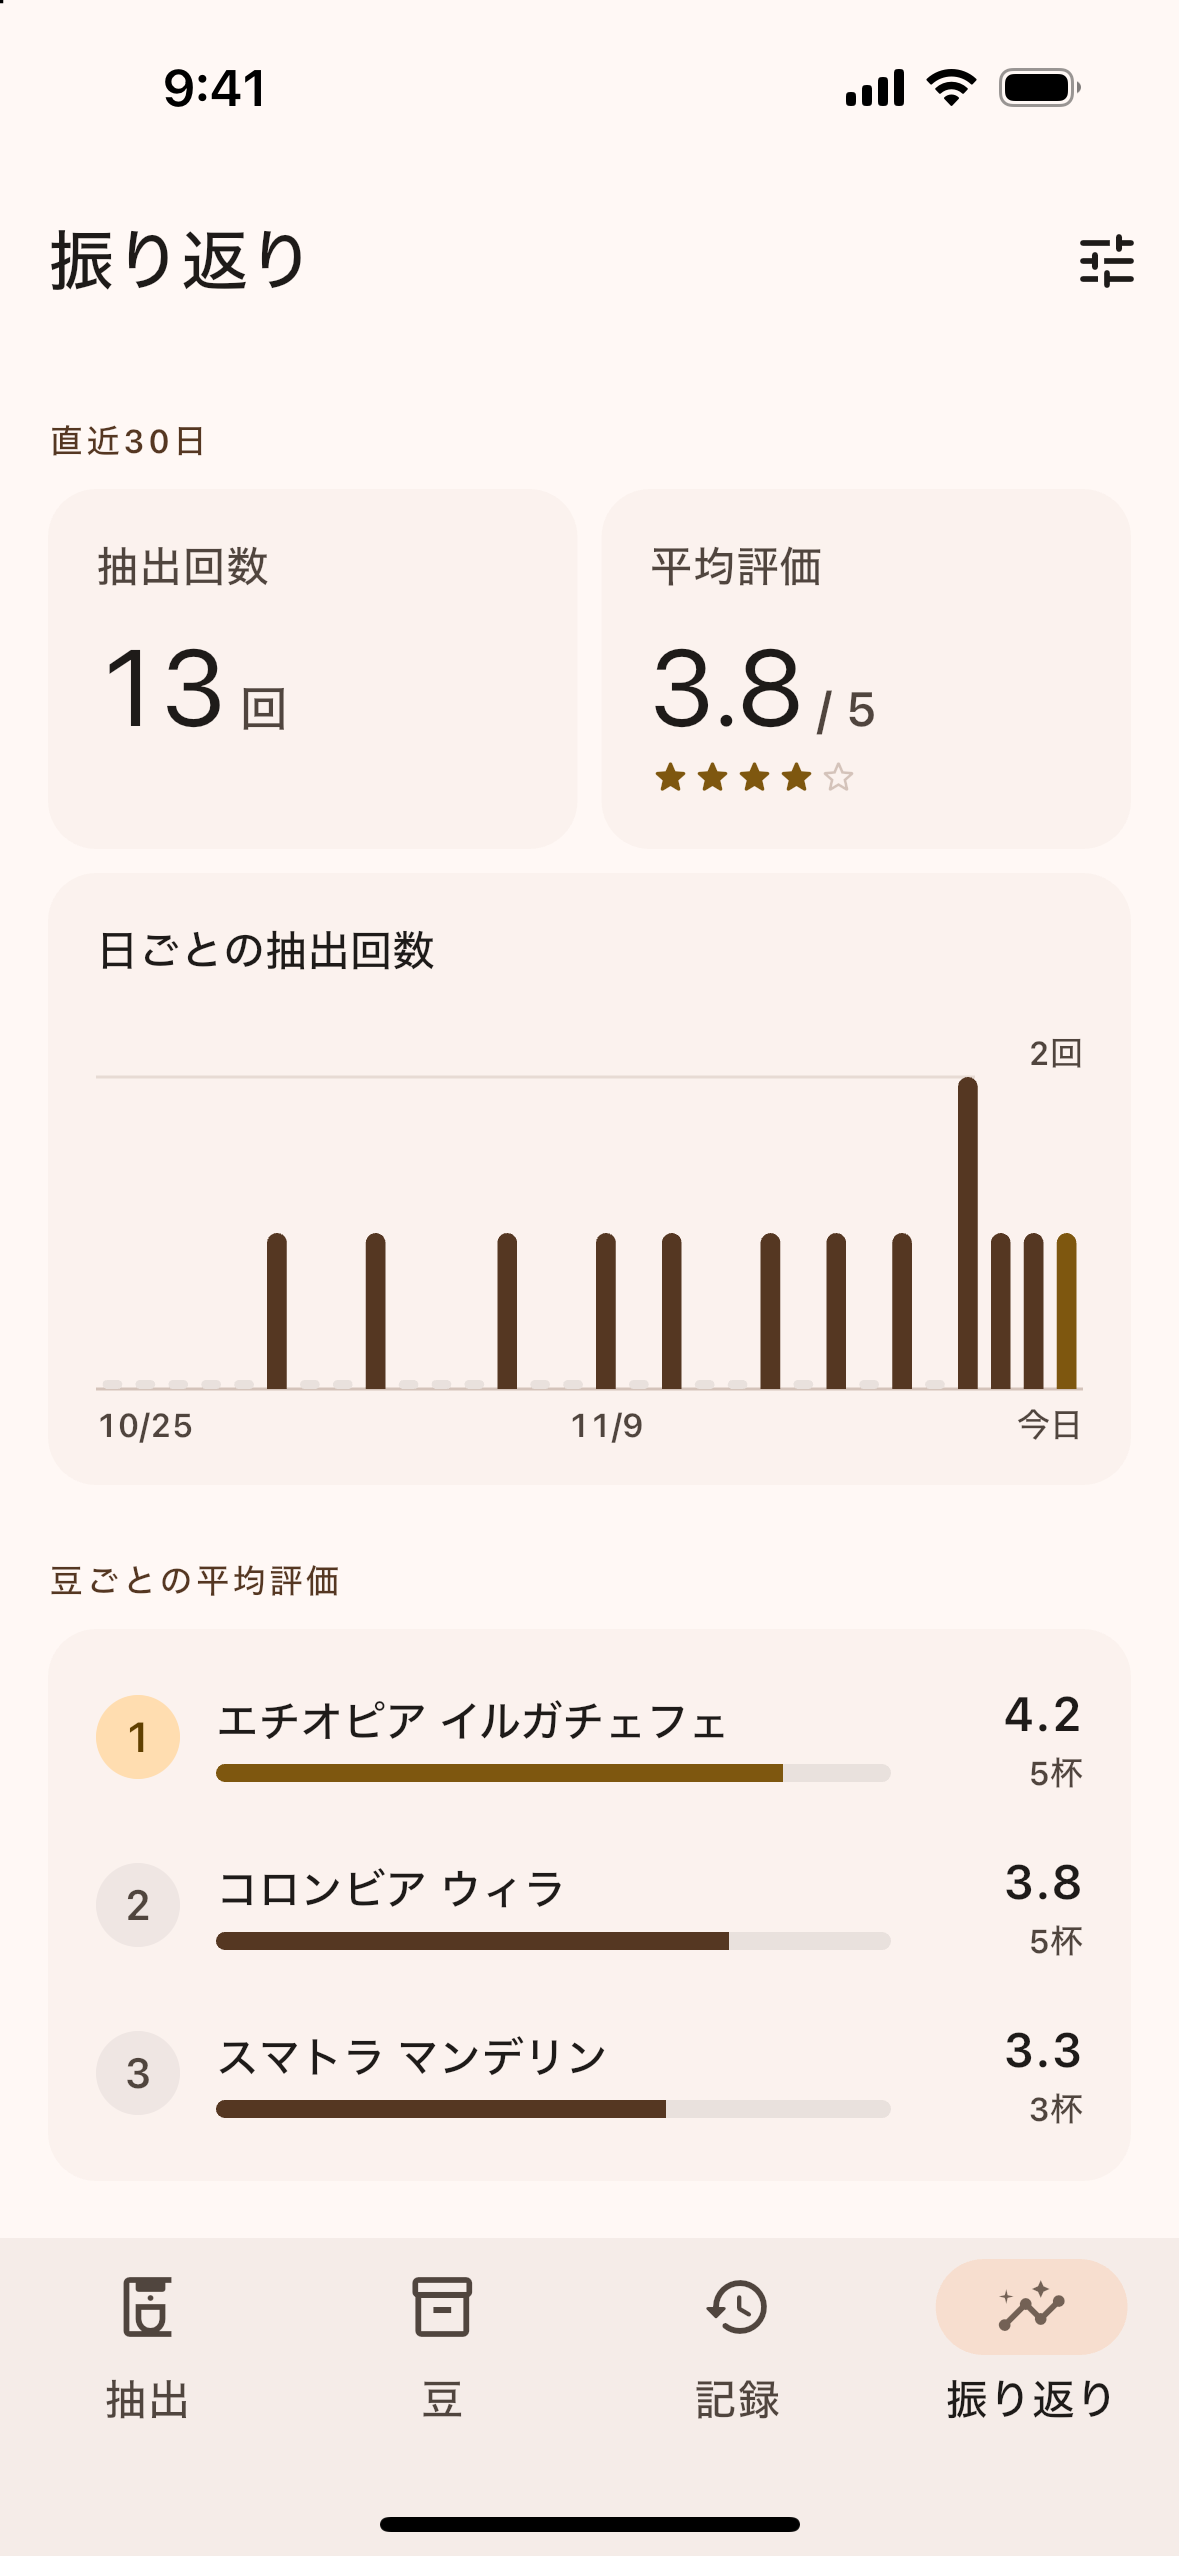 9:41
振り返り
直近30日
抽出回数
13 回
平均評価
3.8 / 5
日ごとの抽出回数
2回
10/25 11/9 今日
豆ごとの平均評価
1 エチオピア イルガチェフェ 4.2
5杯
2 コロンビア ウィラ 3.8
5杯
3 スマトラ マンデリン 3.3
3杯
抽出 豆 記録 振り返り